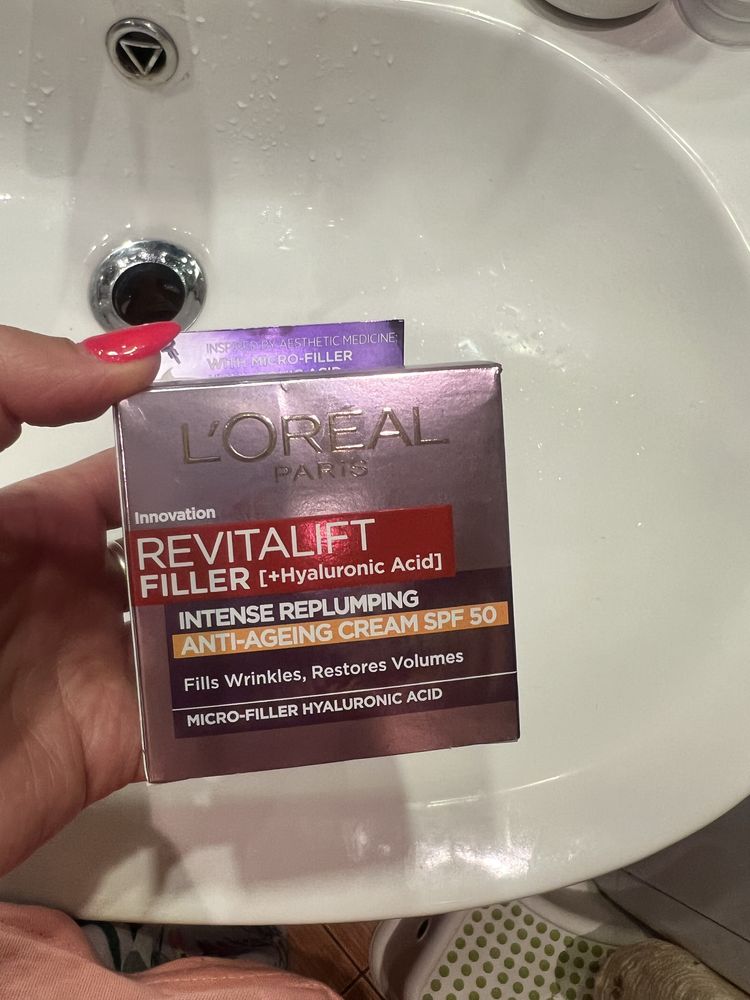 INSPIRED BY AESTHETIC MEDICINE:
WITH MICRO-FILLER
L'ORÉAL
PARIS
Innovation
REVITALIFT
FILLER [+Hyaluronic Acid]
INTENSE REPLUMPING
ANTI-AGEING CREAM SPF 50
Fills Wrinkles, Restores Volumes
MICRO-FILLER HYALURONIC ACID